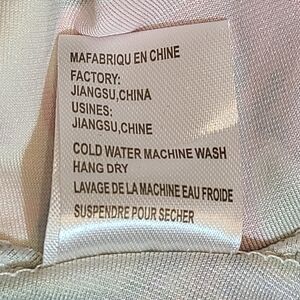 MAFABRIQU EN CHINE
FACTORY:
JIANGSU,CHINA
USINES:
JIANGSU,CHINE
COLD WATER MACHINE WASH
HANG DRY
LAVAGE DE LA MACHINE EAU FROIDE
SUSPENDRE POUR SECHER